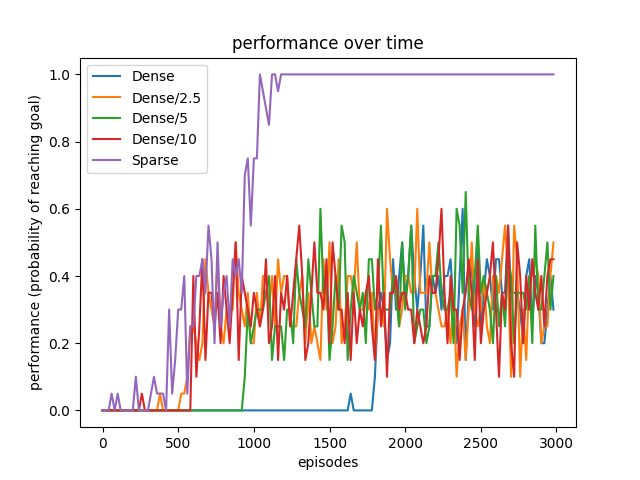 performance over time
performance (probability of reaching goal)
1.0
0.8
0.6
0.4
0.2
0.0
Dense
Dense/2.5
Dense/5
Dense/10
Sparse
0 500 1000 1500 2000 2500 3000
episodes